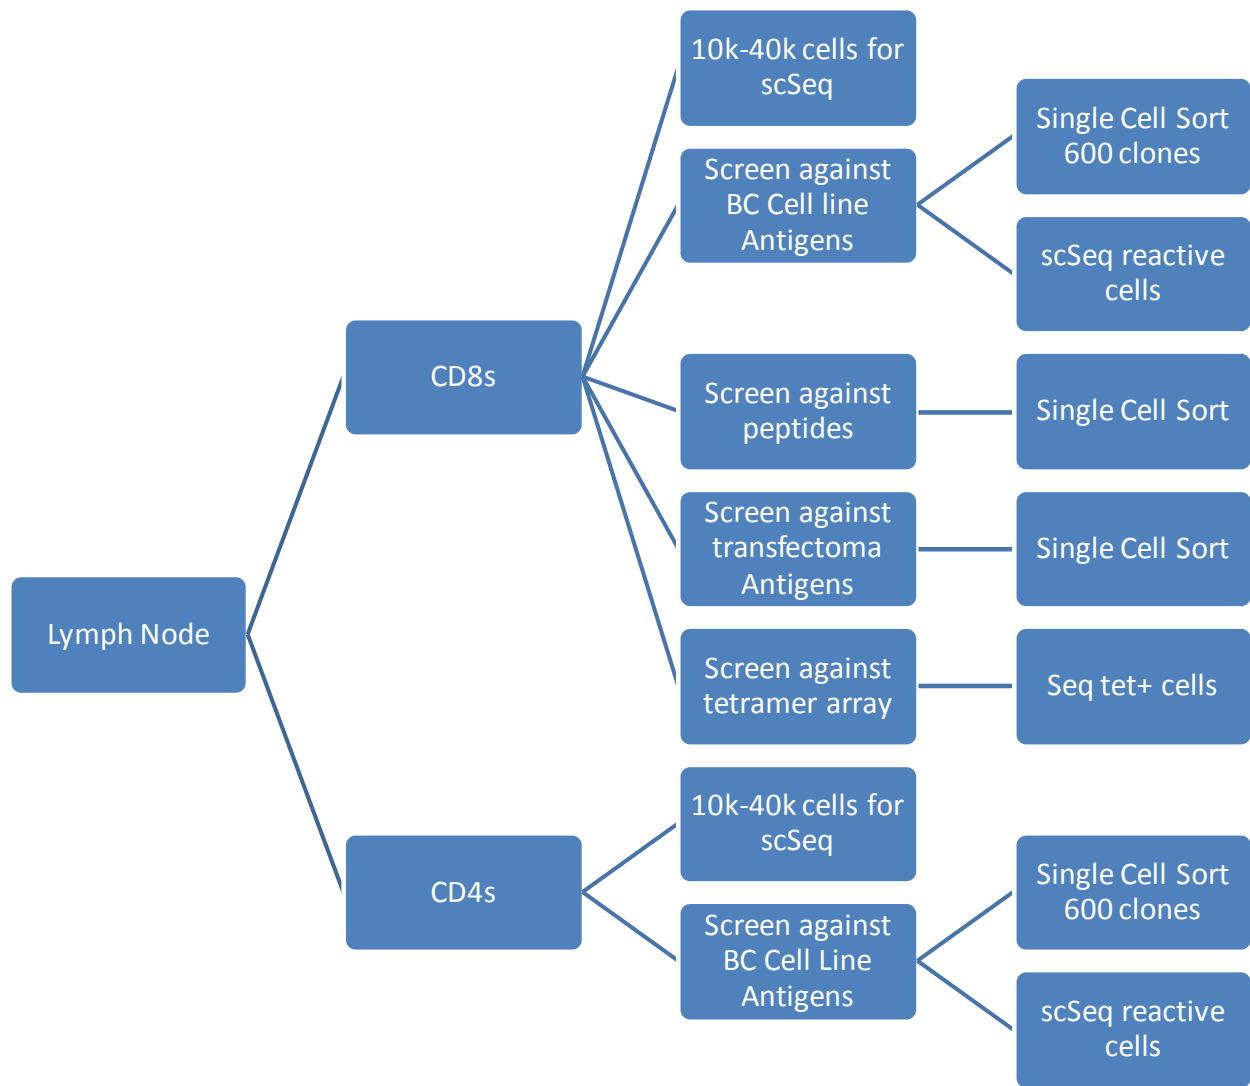 Lymph Node
CD8s
10k-40k cells for
scSeq
Screen against
BC Cell line
Antigens
Single Cell Sort
600 clones
scSeq reactive
cells
Screen against
peptides
Single Cell Sort
Screen against
transfectoma
Antigens
Single Cell Sort
Screen against
tetramer array
Seq tet+ cells
CD4s
10k-40k cells for
scSeq
Screen against
BC Cell Line
Antigens
Single Cell Sort
600 clones
scSeq reactive
cells